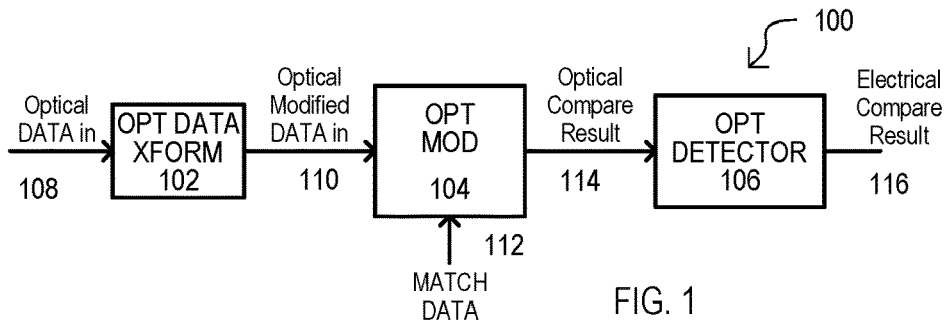 100
Optical
DATA in
108
OPT DATA
XFORM
102
Optical
Modified
DATA in
110
OPT
MOD
104
112
MATCH
DATA
Optical
Compare
Result
114
OPT
DETECTOR
106
Electrical
Compare
Result
116
FIG. 1